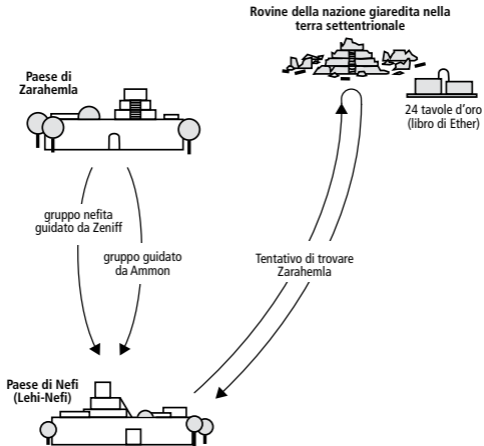 Rovine della nazione giaredita nella
terra settentrionale
Paese di
Zarahemla
24 tavole d'oro
(libro di Ether)
gruppo nefita
guidato da Zeniff
gruppo guidato
da Ammon
Tentativo di trovare
Zarahemla
Paese di Nefi
(Lehi-Nefi)